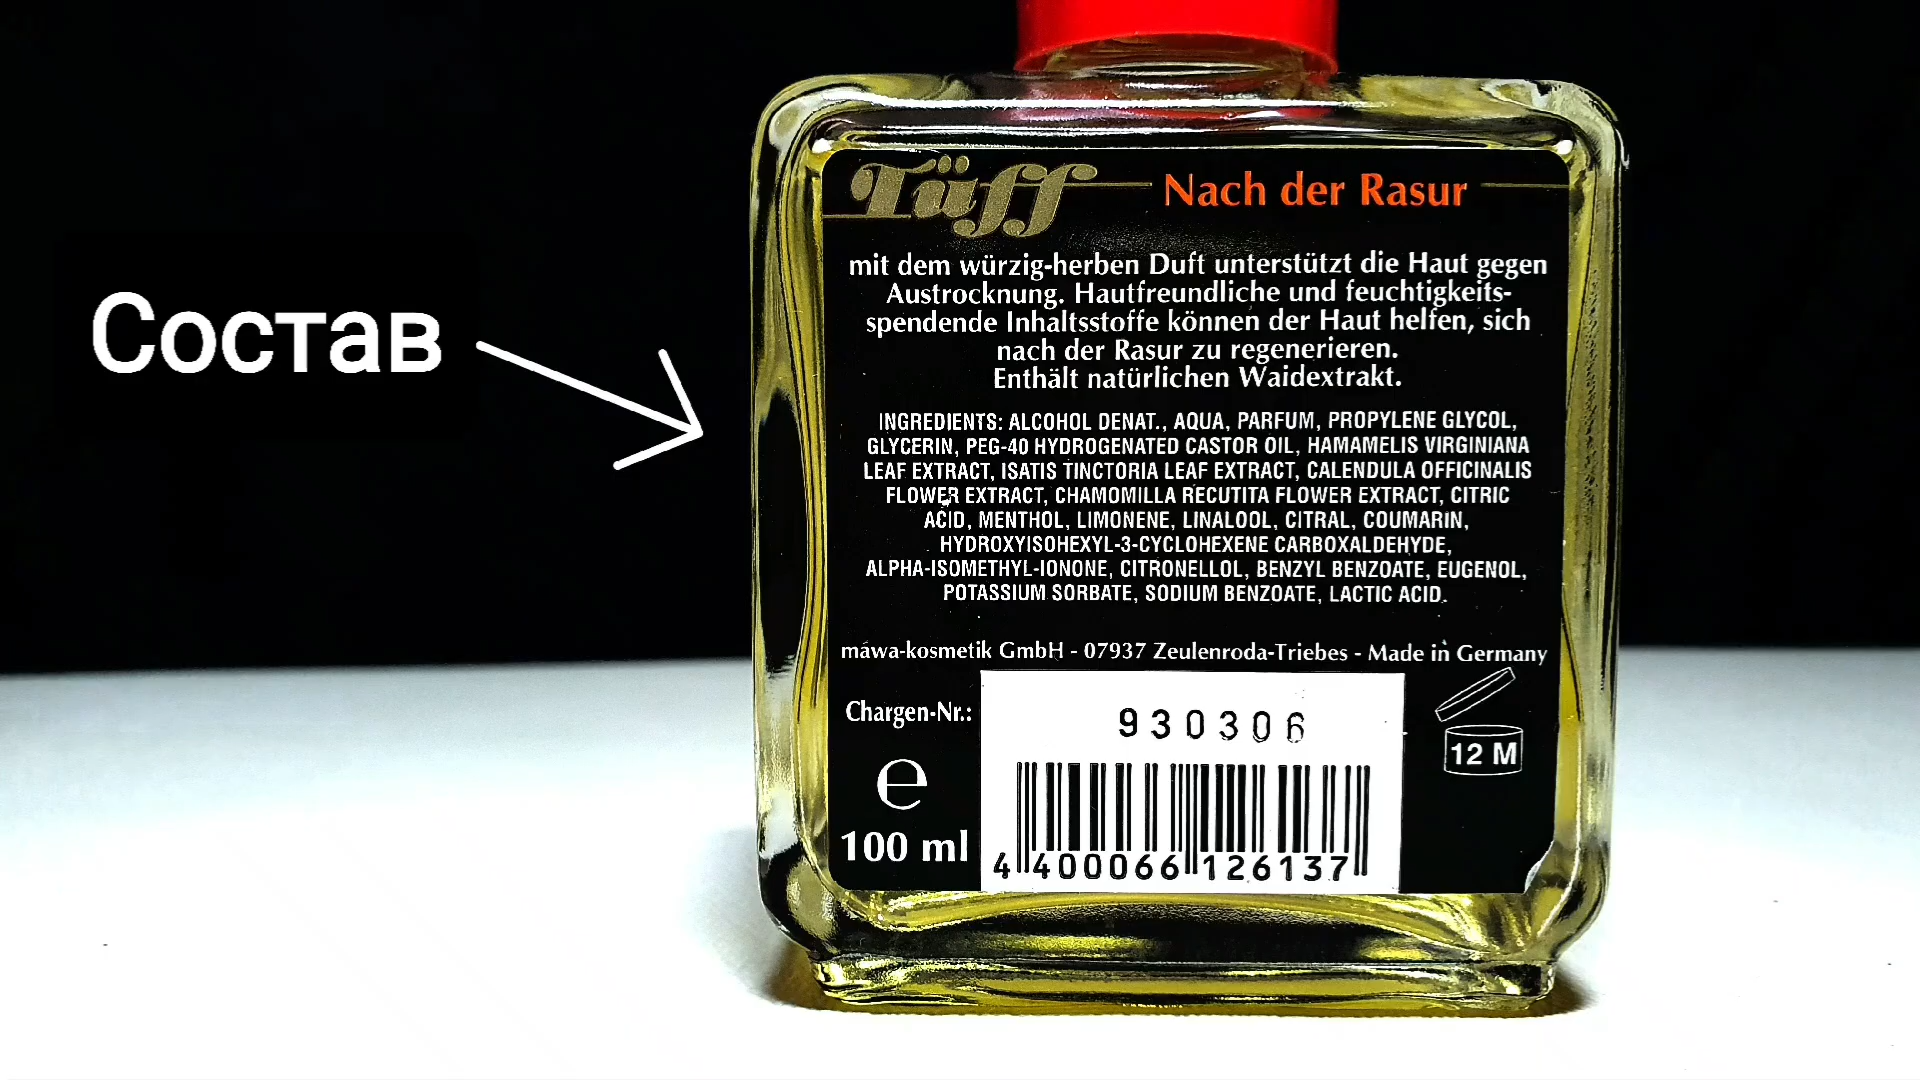 Состав
Tüff Nach der Rasur
mit dem würzig-herben Duft unterstützt die Haut gegen
Austrocknung. Hautfreundliche und feuchtigkeits-
spendende Inhaltsstoffe können der Haut helfen, sich
nach der Rasur zu regenerieren.
Enthält natürlichen Waidextrakt.
INGREDIENTS: ALCOHOL DENAT., AQUA, PARFUM, PROPYLENE GLYCOL,
GLYCERIN, PEG-40 HYDROGENATED CASTOR OIL, HAMAMELIS VIRGINIANA
LEAF EXTRACT, ISATIS TINCTORIA LEAF EXTRACT, CALENDULA OFFICINALIS
FLOWER EXTRACT, CHAMOMILLA RECUTITA FLOWER EXTRACT, CITRIC
ACID, MENTHOL, LIMONENE, LINALOOL, CITRAL, COUMARIN,
HYDROXYISOHEXYL-3-CYCLOHEXENE CARBOXALDEHYDE,
ALPHA-ISOMETHYL-IONONE, CITRONELLOL, BENZYL BENZOATE, EUGENOL,
POTASSIUM SORBATE, SODIUM BENZOATE, LACTIC ACID.
mawa-kosmetik GmbH - 07937 Zeulenroda-Triebes - Made in Germany
Chargen-Nr.: 930306
12 M
e
100 ml
4 400066 126137